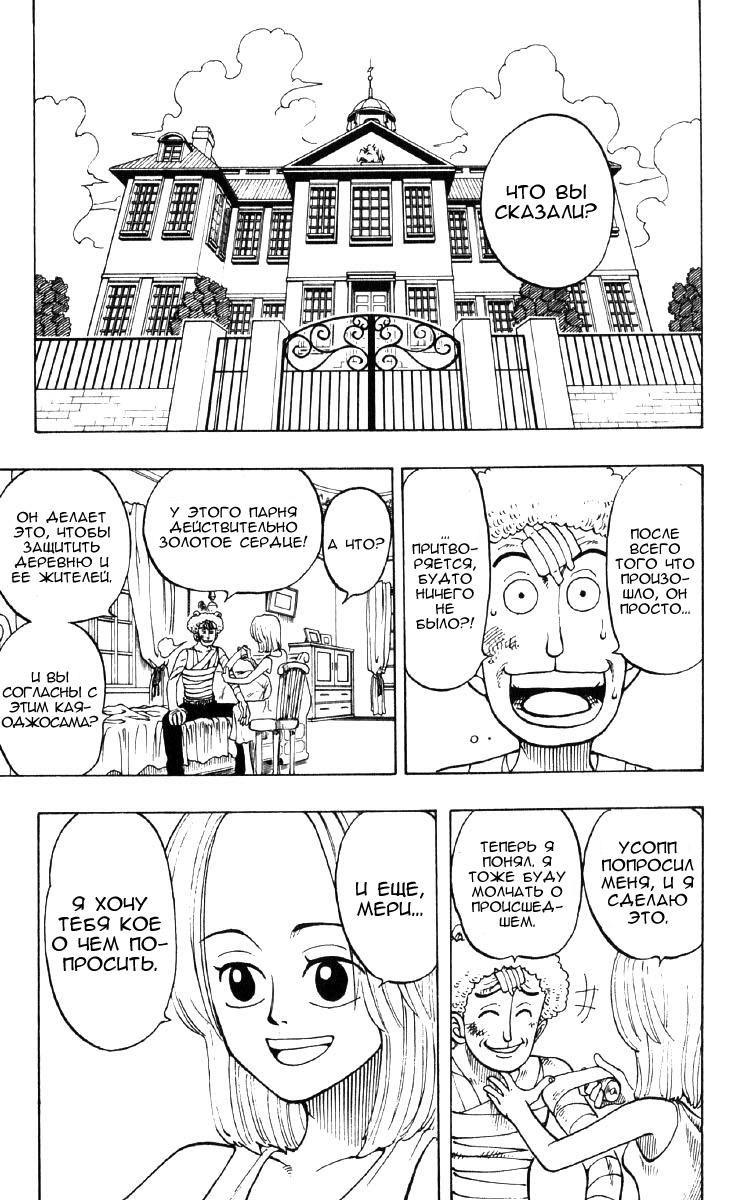 ЧТО ВЫ
СКАЗАЛИ?
ПОСЛЕ
ВСЕГО
ТОГО ЧТО
ПРОИЗО-
ШЛО, ОН
ПРОСТО...
...
ПРИТВО-
РЯЕТСЯ,
БУДТО
НИЧЕГО
НЕ
БЫЛО?!
А ЧТО?
У ЭТОГО ПАРНЯ
ДЕЙСТВИТЕЛЬНО
ЗОЛОТОЕ СЕРДЦЕ!
ОН ДЕЛАЕТ
ЭТО, ЧТОБЫ
ЗАЩИТИТЬ
ДЕРЕВНЮ И
ЕЕ ЖИТЕЛЕЙ.
И ВЫ
СОГЛАСНЫ С
ЭТИМ КАЯ-
ОДЖОСАМА?
УСОПП
ПОПРОСИЛ
МЕНЯ, И Я
СДЕЛАЮ
ЭТО.
ТЕПЕРЬ Я
ПОНЯЛ. Я
ТОЖЕ БУДУ
МОЛЧАТЬ О
ПРОИСШЕД-
ШЕМ.
И ЕЩЕ,
МЕРИ...
Я ХОЧУ
ТЕБЯ КОЕ
О ЧЕМ ПО-
ПРОСИТЬ.